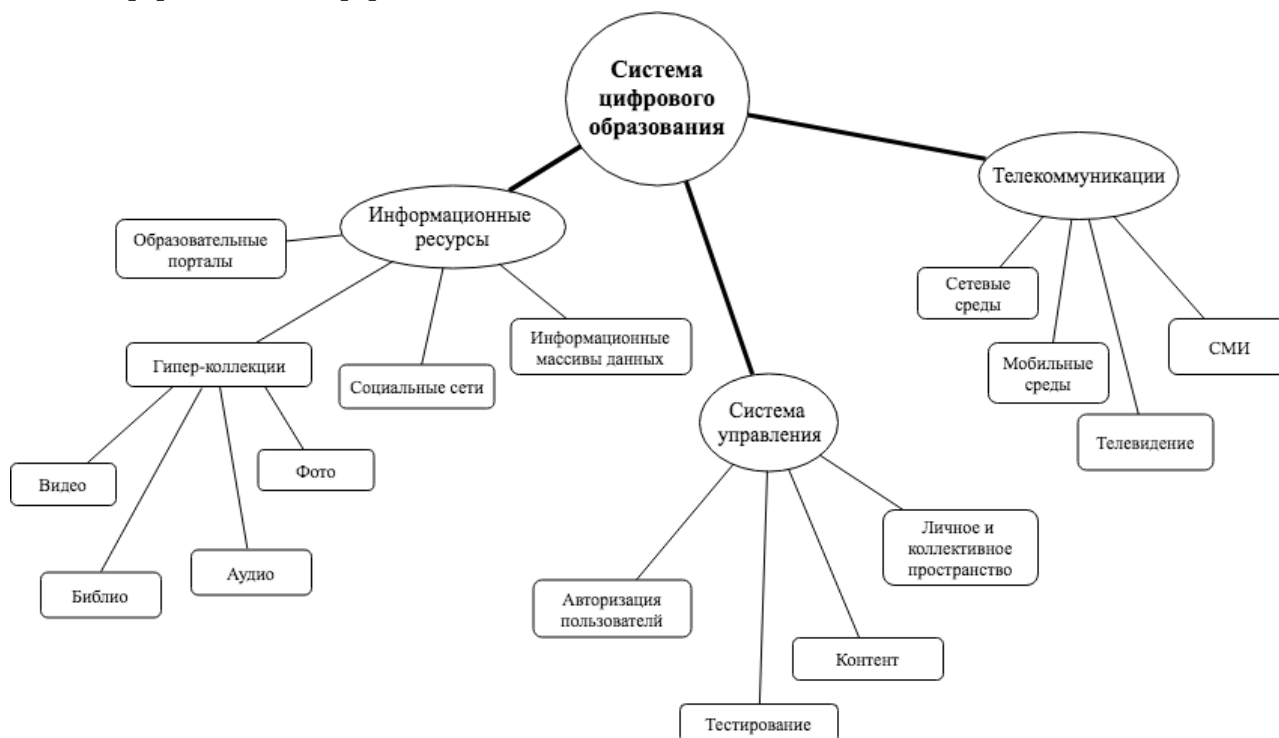 Система
цифрового
образования
Телекоммуникации
Информационные
ресурсы
Образовательные
порталы
Сетевые
среды
Информационные
массивы данных
СМИ
Гипер-коллекции
Мобильные
среды
Социальные сети
Система
управления
Телевидение
Фото
Видео
Личное и
коллективное
пространство
Аудио
Библио
Авторизация
пользователй
Контент
Тестирование